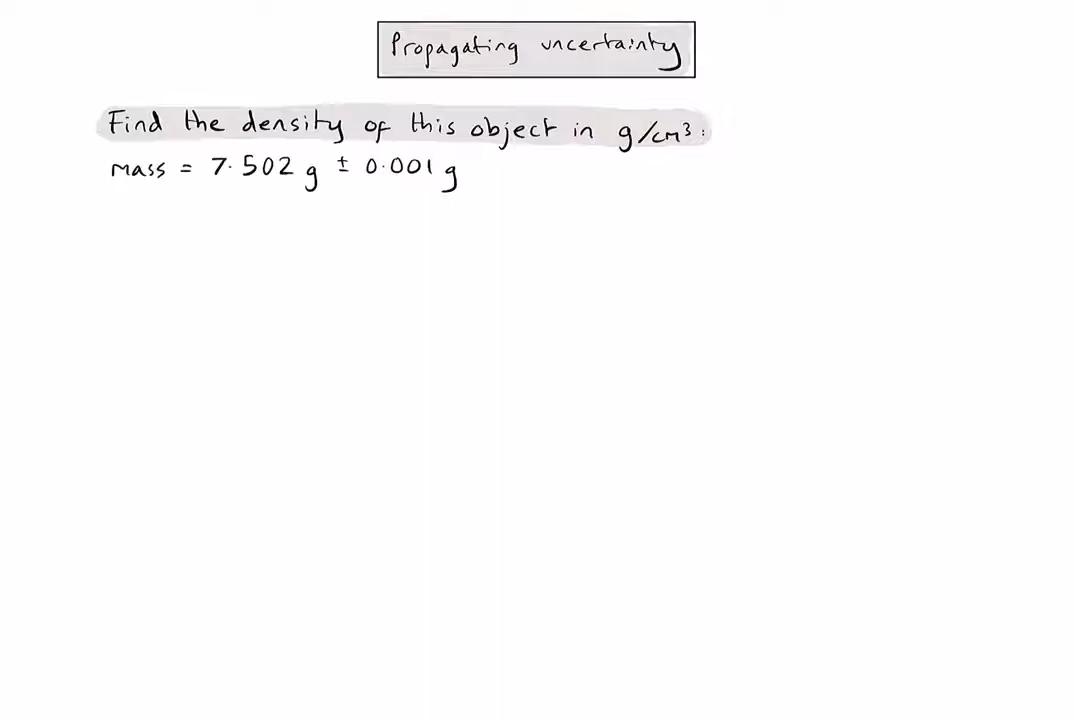 Propagating uncertainty
Find the density of this object in g/cm³:
mass = 7.502 g ± 0.001 g